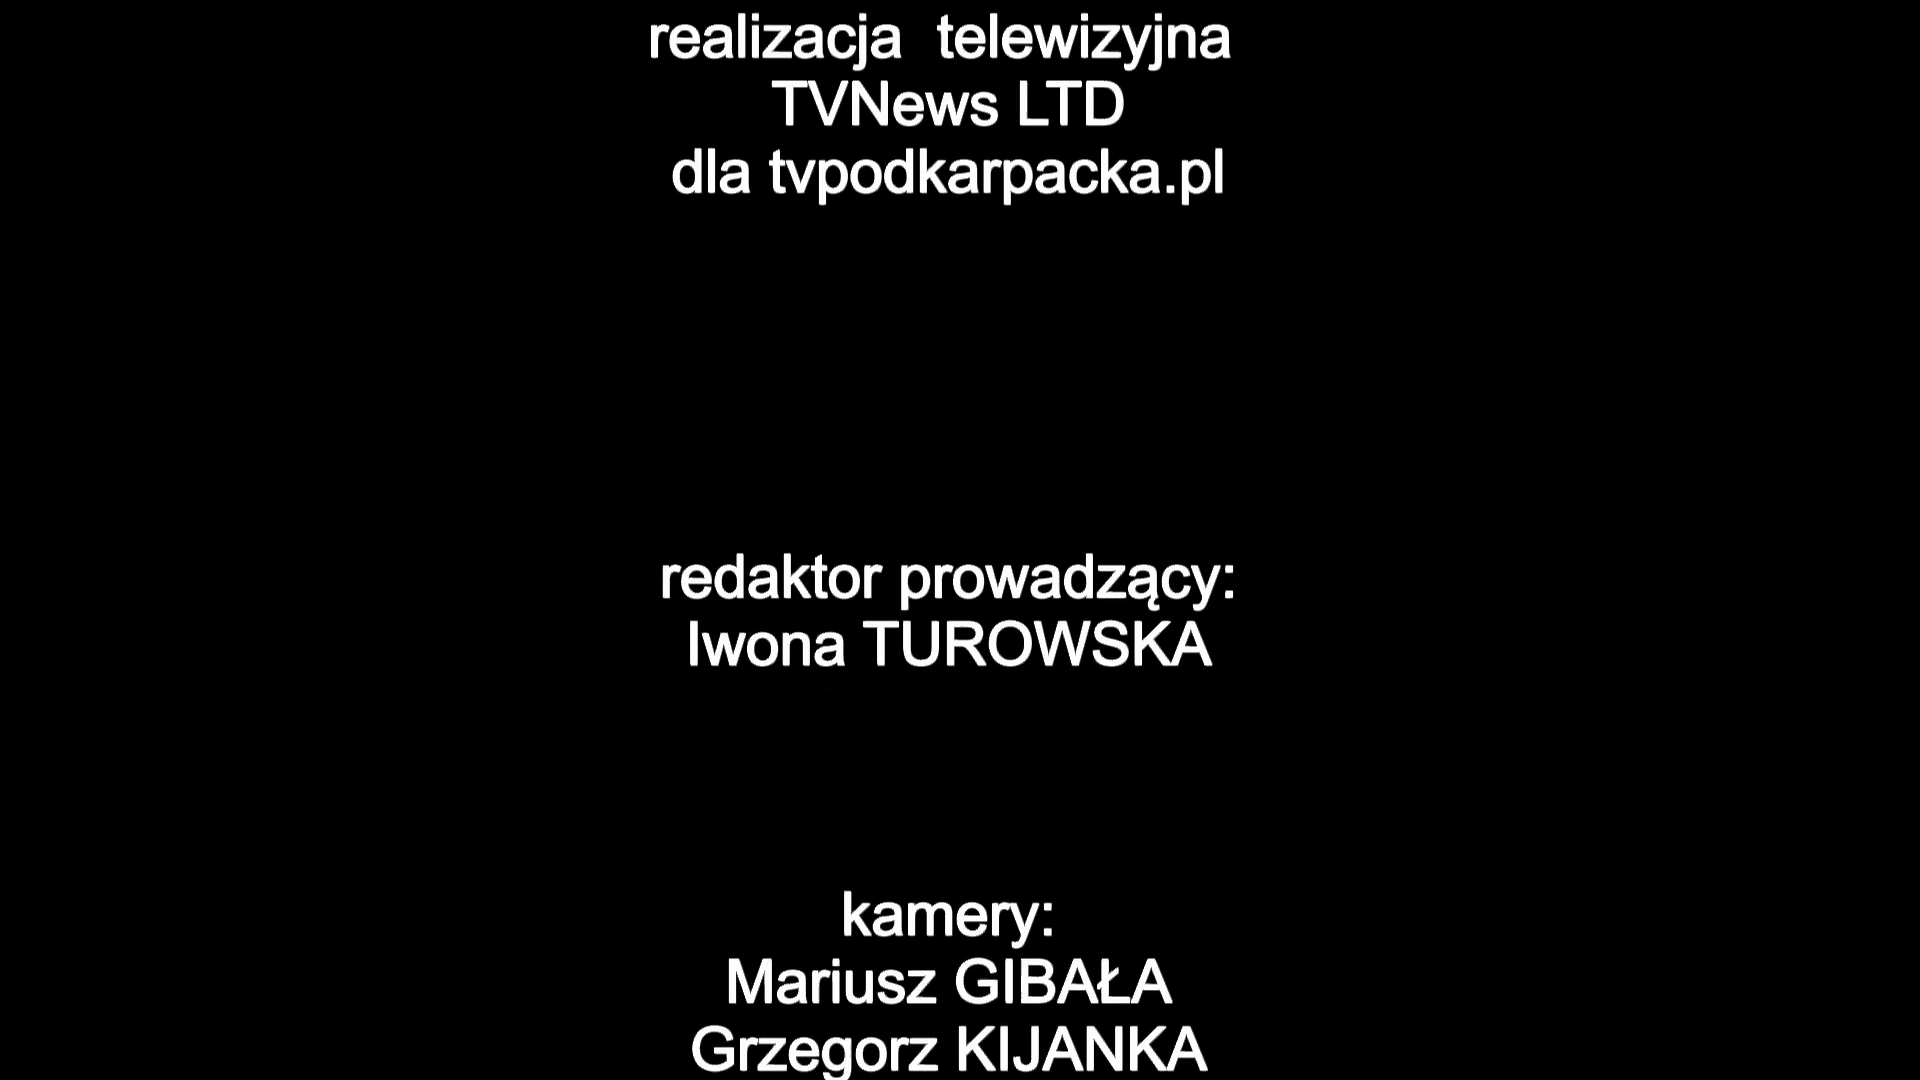 realizacja telewizyjna
TVNews LTD
dla tvpodkarpacka.pl
redaktor prowadzący:
Iwona TUROWSKA
kamery:
Mariusz GIBAŁA
Grzegorz KIJANKA